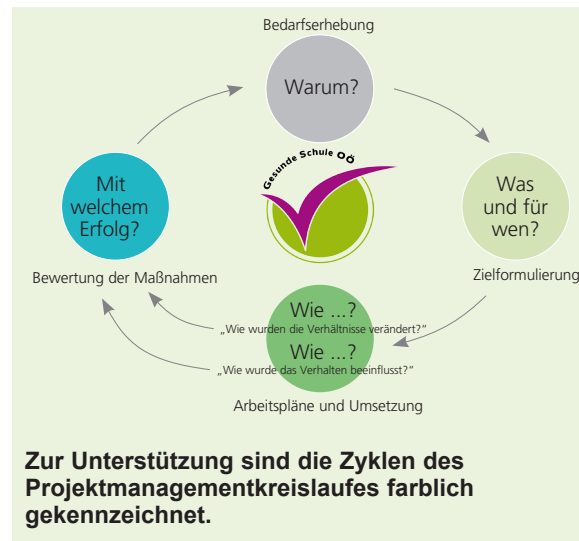 Bedarfserhebung
Warum?
Gesunde Schule OÖ
Mit
welchem
Erfolg?
Was
und für
wen?
Bewertung der Maßnahmen
Zielformulierung
Wie ...?
„Wie wurden die Verhältnisse verändert?“
Wie ...?
„Wie wurde das Verhalten beeinflusst?“
Arbeitspläne und Umsetzung
Zur Unterstützung sind die Zyklen des
Projektmanagementkreislaufes farblich
gekennzeichnet.